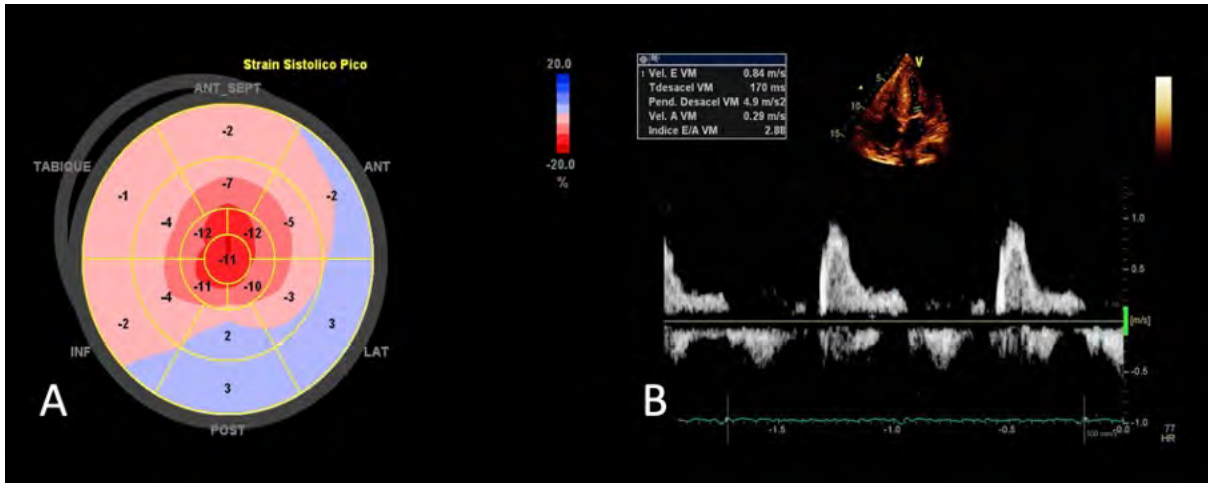 Strain Sistolico Pico
ANT_SEPT
TABIQUE
ANT
INF
LAT
POST
-2
-1
-2
-7
-4
-5
-12
-12
-11
-11
-10
-4
-3
-2
3
2
3
20.0
-20.0
%
A
1 Vel. E VM 0.84 m/s
Tdesacel VM 170 ms
Pend. Desacel VM 4.9 m/s2
Vel. A VM 0.29 m/s
Indice E/A VM 2.88
V
5
10
15
1.0
0.5
[m/s]
-0.5
-1.0
-1.5
-1.0
-0.5
-0.0
100 mm/s
77
HR
B